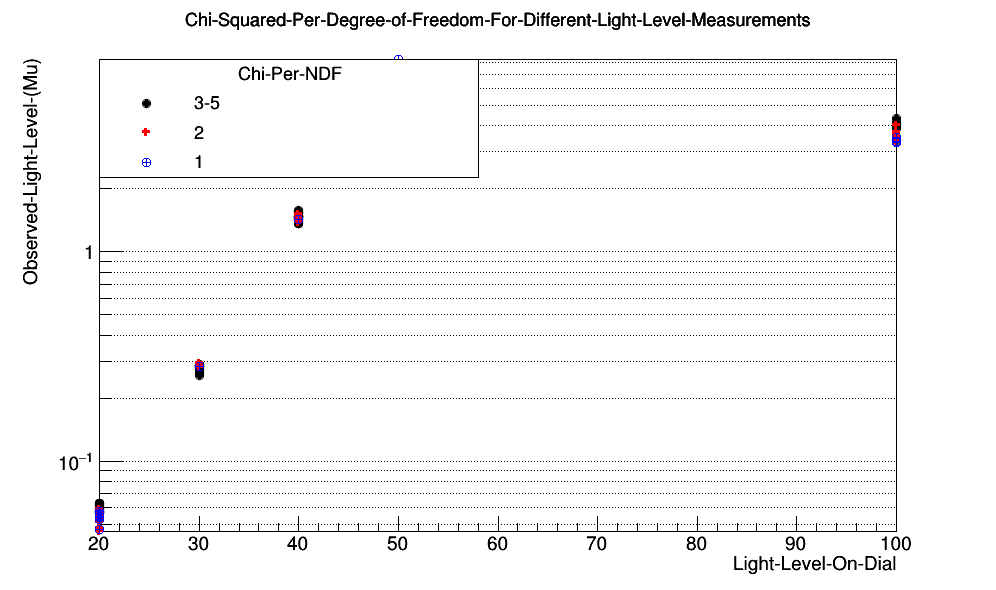 Chi-Squared-Per-Degree-of-Freedom-For-Different-Light-Level-Measurements
Observed-Light-Level-(Mu)
Chi-Per-NDF
3-5
2
1
1
10⁻¹
20 30 40 50 60 70 80 90 100
Light-Level-On-Dial